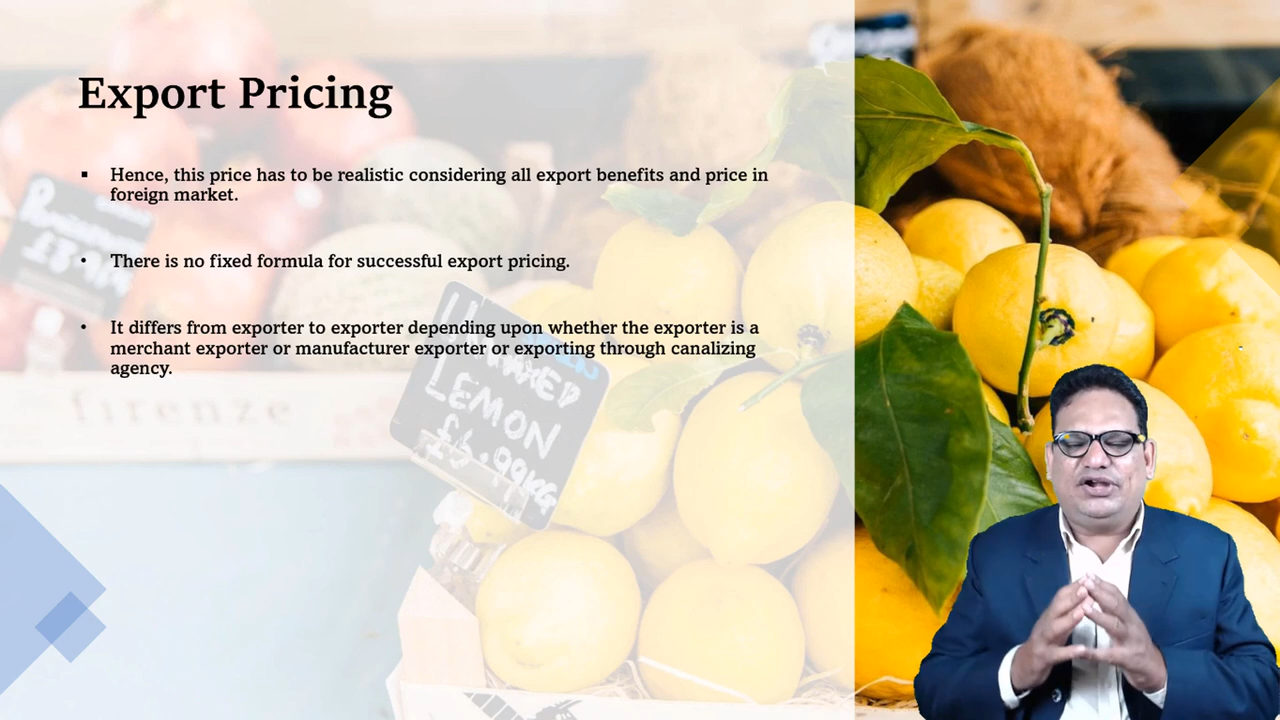 Export Pricing
▪ Hence, this price has to be realistic considering all export benefits and price in
foreign market.
• There is no fixed formula for successful export pricing.
• It differs from exporter to exporter depending upon whether the exporter is a
merchant exporter or manufacturer exporter or exporting through canalizing
agency.
firenze
LEMON
£6.99KG